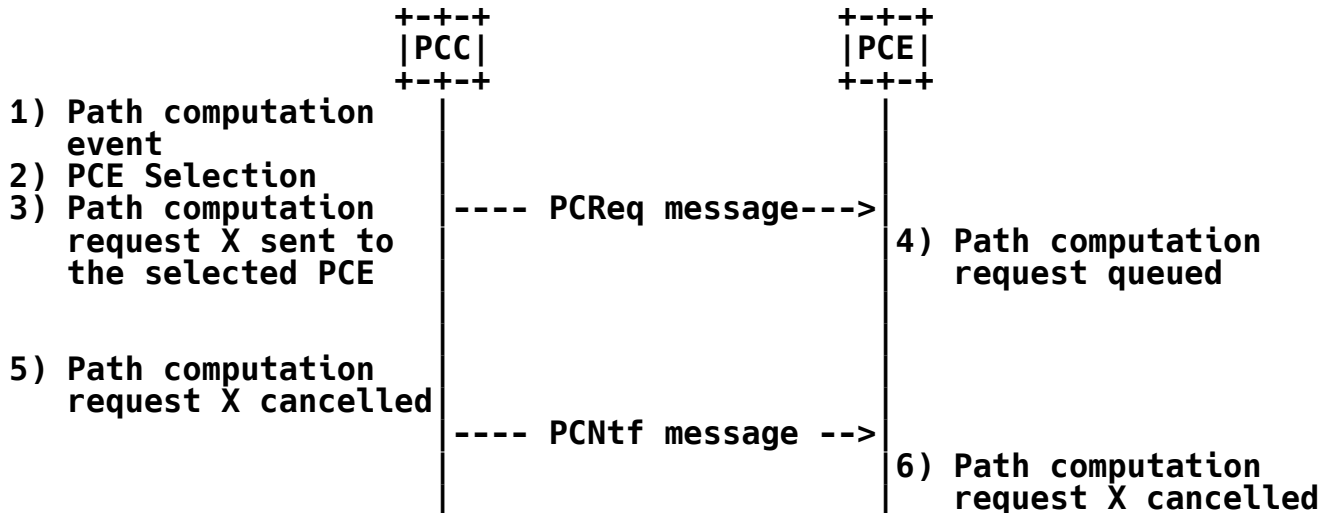 +-+-+                  +-+-+
|PCC|                  |PCE|
+-+-+                  +-+-+
1) Path computation   |                      |
   event              |                      |
2) PCE Selection      |                      |
3) Path computation   |---- PCReq message--->|
   request X sent to  |                      |4) Path computation
   the selected PCE   |                      |   request queued
                      |                      |
                      |                      |
5) Path computation   |                      |
   request X cancelled|                      |
                      |---- PCNtf message -->|
                      |                      |6) Path computation
                      |                      |   request X cancelled